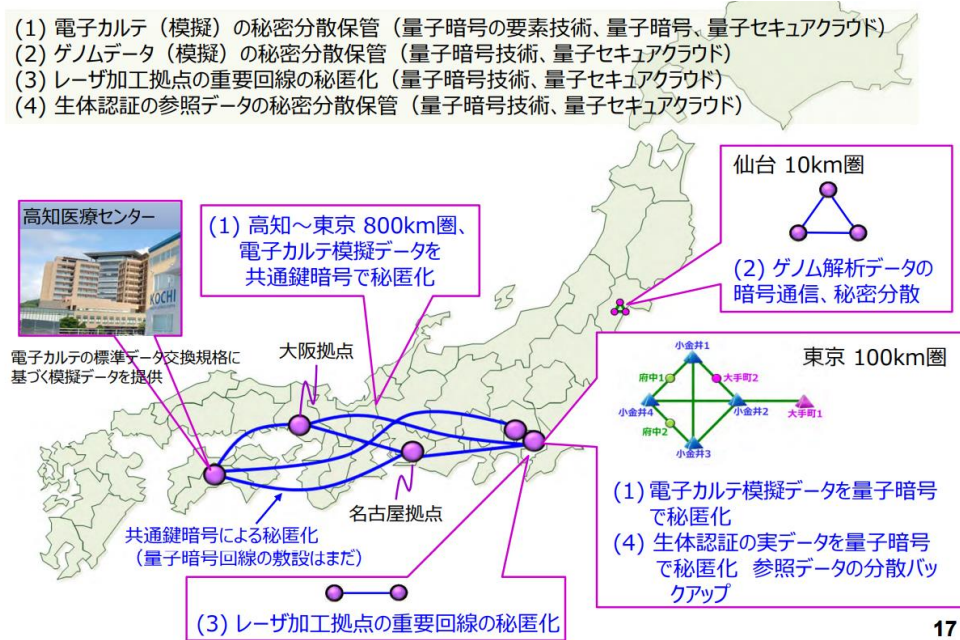 (1) 電子カルテ（模擬）の秘密分散保管（量子暗号の要素技術、量子暗号、量子セキュアクラウド）
(2) ゲノムデータ（模擬）の秘密分散保管（量子暗号技術、量子セキュアクラウド）
(3) レーザ加工拠点の重要回線の秘匿化（量子暗号技術、量子セキュアクラウド）
(4) 生体認証の参照データの秘密分散保管（量子暗号技術、量子セキュアクラウド）
高知医療センター
KOCHI
電子カルテの標準データ交換規格に
基づく模擬データを提供
(1) 高知～東京 800km圏、
電子カルテ模擬データを
共通鍵暗号で秘匿化
大阪拠点
名古屋拠点
共通鍵暗号による秘匿化
（量子暗号回線の敷設はまだ）
(3) レーザ加工拠点の重要回線の秘匿化
仙台 10km圏
(2) ゲノム解析データの
暗号通信、秘密分散
東京 100km圏
小金井1
府中1
大手町2
小金井4
小金井2
大手町1
府中2
小金井3
(1) 電子カルテ模擬データを量子暗号
で秘匿化
(4) 生体認証の実データを量子暗号
で秘匿化 参照データの分散バッ
クアップ
17